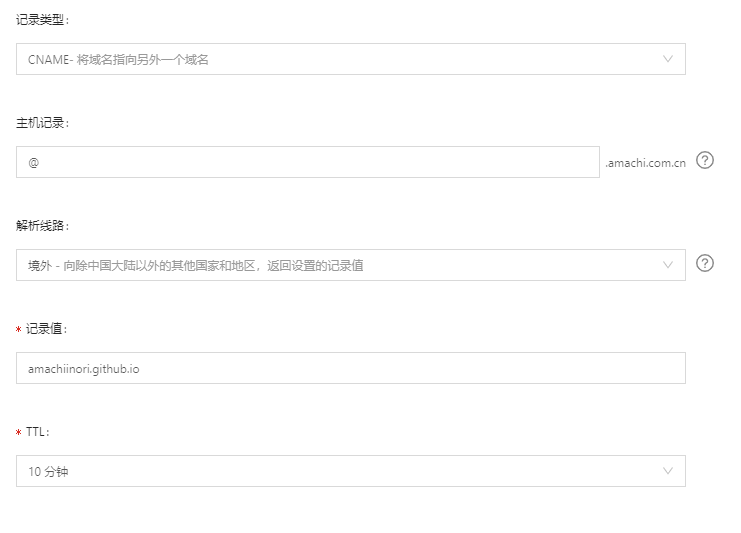 记录类型：
CNAME- 将域名指向另外一个域名
主机记录：
@ .amachi.com.cn ?
解析线路：
境外 - 向除中国大陆以外的其他国家和地区，返回设置的记录值 ?
* 记录值：
amachiinori.github.io
* TTL：
10 分钟